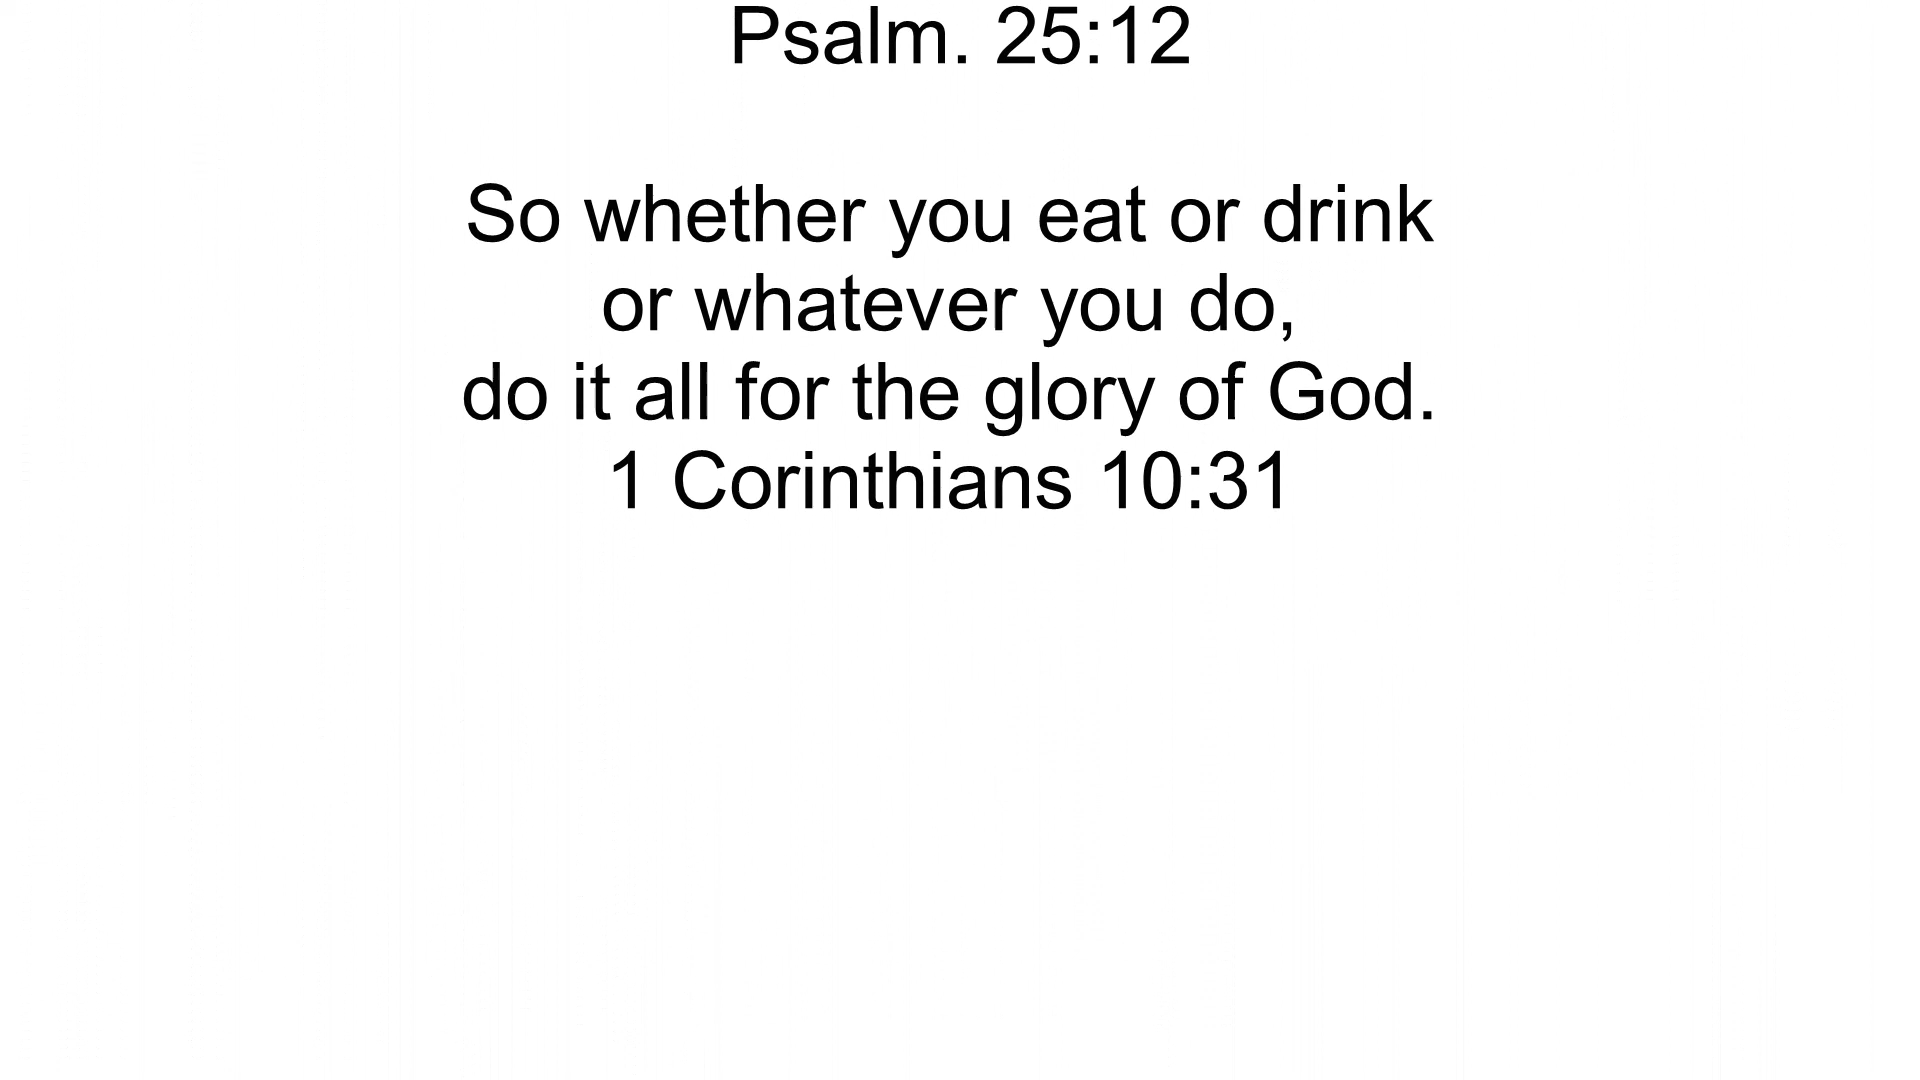 Psalm. 25:12
So whether you eat or drink
or whatever you do,
do it all for the glory of God.
1 Corinthians 10:31